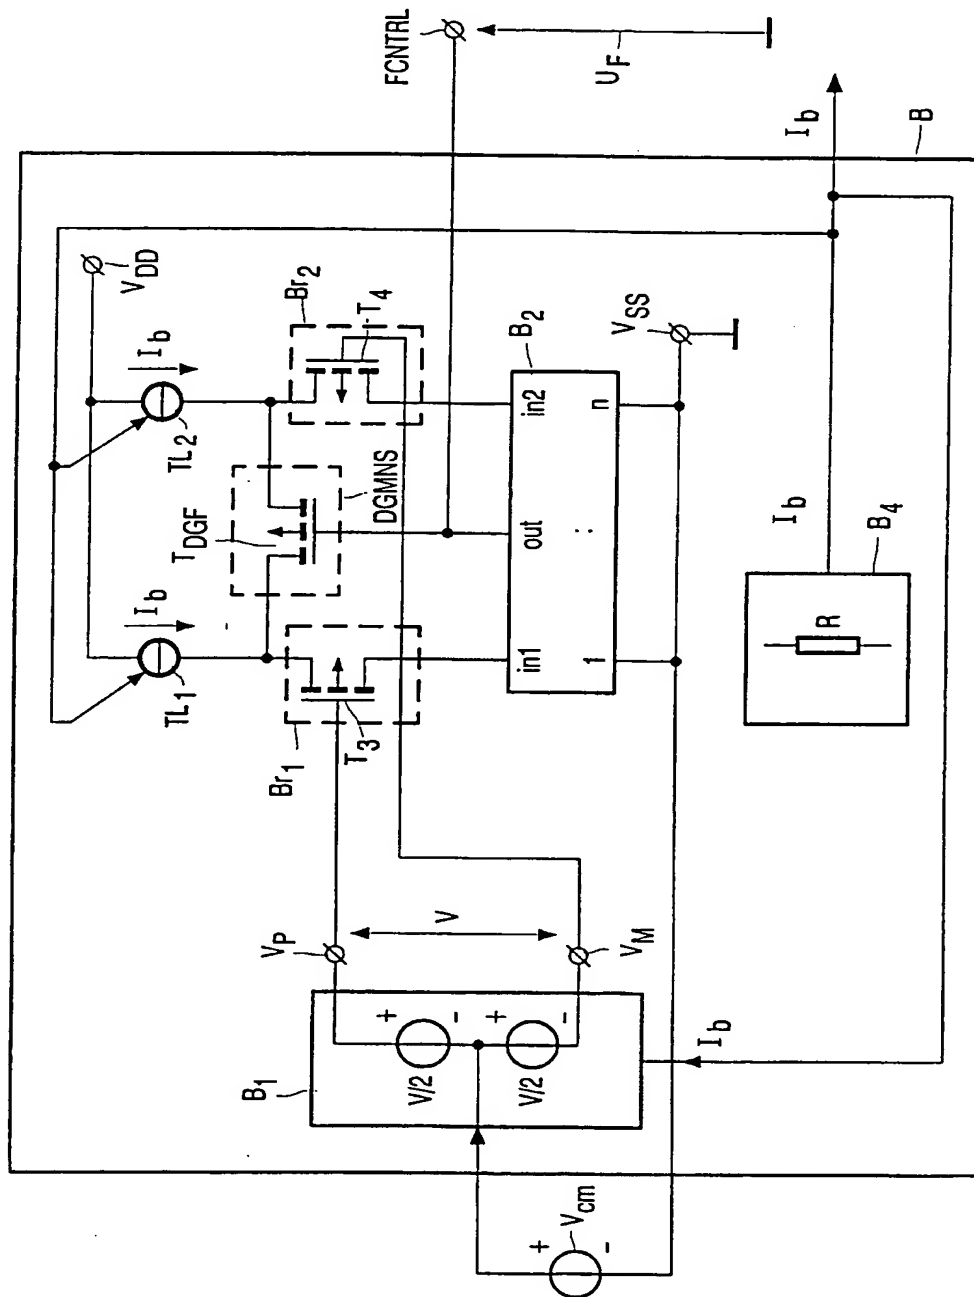 FCNTRL
U_F
I_b
B
V_DD
I_b
TL_2
Br_2
T_4
B_2
V_SS
in2
n
DGMNS
T_DGF
out
:
I_b
TL_1
in1
1
T_3
Br_1
I_b
B_4
R
V_P
V
V_M
B_1
+
-
V/2
+
-
V/2
I_b
+
-
V_cm